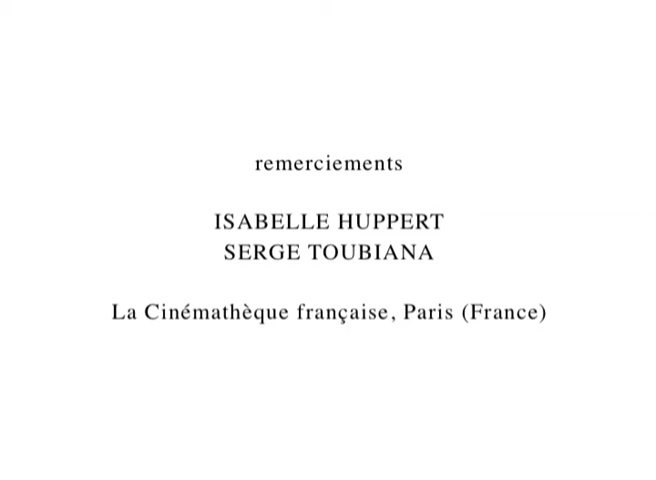 remerciements
ISABELLE HUPPERT
SERGE TOUBIANA
La Cinémathèque française, Paris (France)